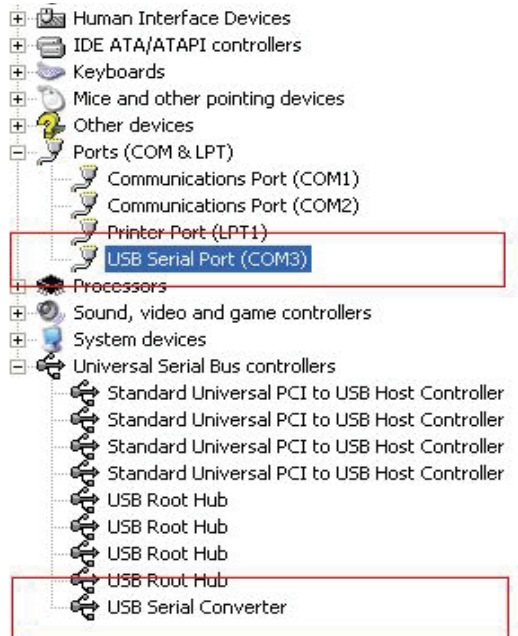 Human Interface Devices
IDE ATA/ATAPI controllers
Keyboards
Mice and other pointing devices
Other devices
Ports (COM & LPT)
Communications Port (COM1)
Communications Port (COM2)
Printer Port (LPT1)
USB Serial Port (COM3)
Processors
Sound, video and game controllers
System devices
Universal Serial Bus controllers
Standard Universal PCI to USB Host Controller
Standard Universal PCI to USB Host Controller
Standard Universal PCI to USB Host Controller
Standard Universal PCI to USB Host Controller
USB Root Hub
USB Root Hub
USB Root Hub
USB Root Hub
USB Serial Converter